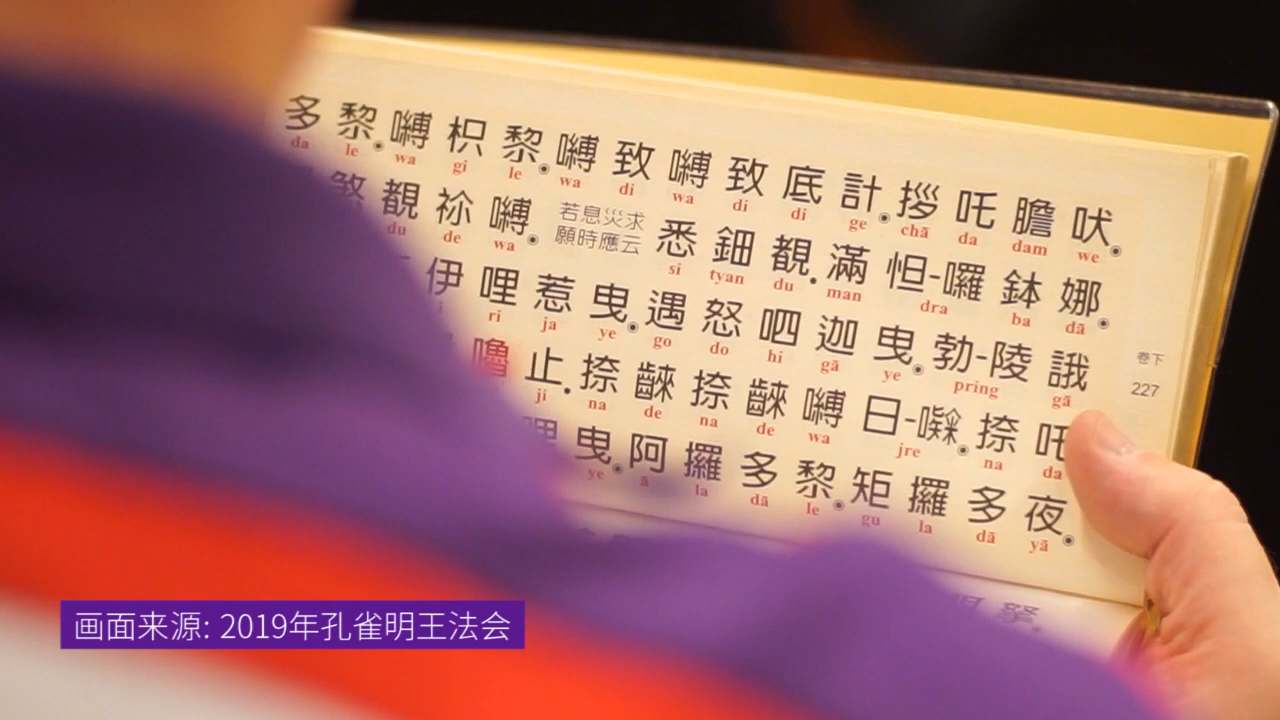 多黎嚩枳黎嚩致嚩致底計拶吒膽吠
da le wa gi le wa di wa di di ge chā da dam we
覩祢嚩 若息災求 悉鈿覩滿怛-囉鉢娜
願時應云
du de wa si tyan du man dra ba dā
伊哩惹曳遇怒呬迦曳勃-陵誐
ri ja ye go do hi gā ye pring gā
嚕止捺㘑捺㘑嚩日-㘑捺吒
ji na de na de wa jre na da
哩曳阿攞多黎矩攞多夜
ye ā la dā le gu la dā yā
卷下
227
画面来源: 2019年孔雀明王法会